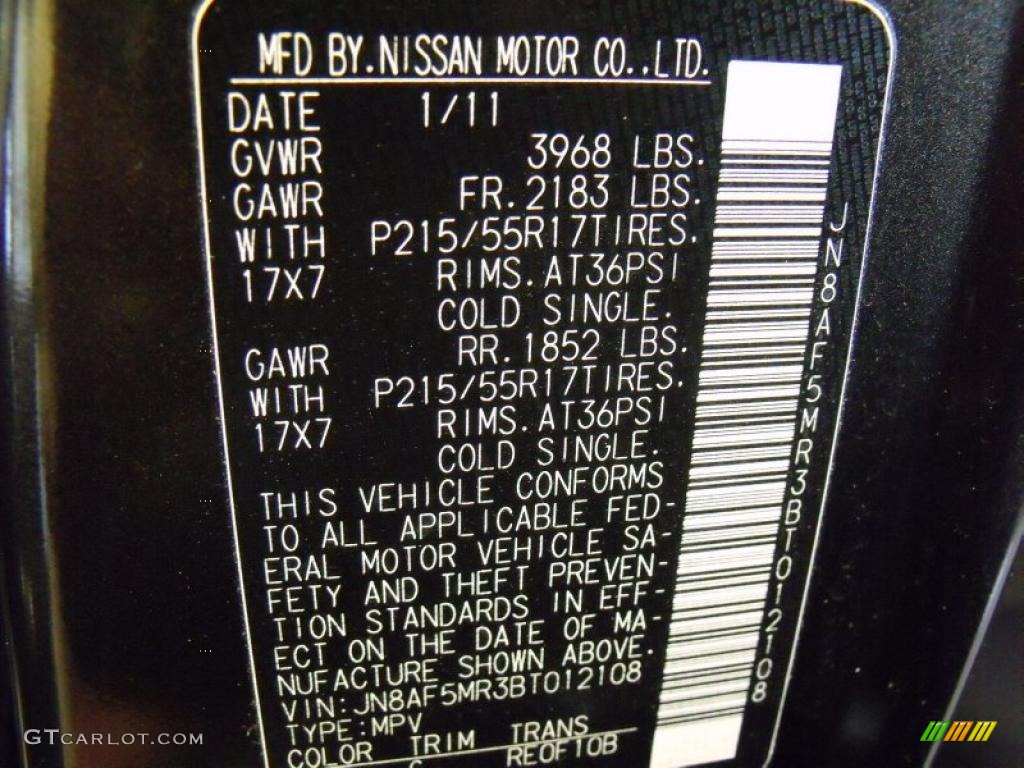 MFD BY.NISSAN MOTOR CO.,LTD.
DATE 1/11
GVWR 3968 LBS.
GAWR FR.2183 LBS.
WITH P215/55R17TIRES.
17X7 RIMS.AT36PSI
COLD SINGLE.
GAWR RR.1852 LBS.
WITH P215/55R17TIRES.
17X7 RIMS.AT36PSI
COLD SINGLE.
THIS VEHICLE CONFORMS
TO ALL APPLICABLE FED-
ERAL MOTOR VEHICLE SA-
FETY AND THEFT PREVEN-
TION STANDARDS IN EFF-
ECT ON THE DATE OF MA-
NUFACTURE SHOWN ABOVE.
VIN:JN8AF5MR3BT012108
TYPE:MPV
COLOR TRIM TRANS
REOF10B
JN8AF5MR3BT012108
GTCARLOT.COM